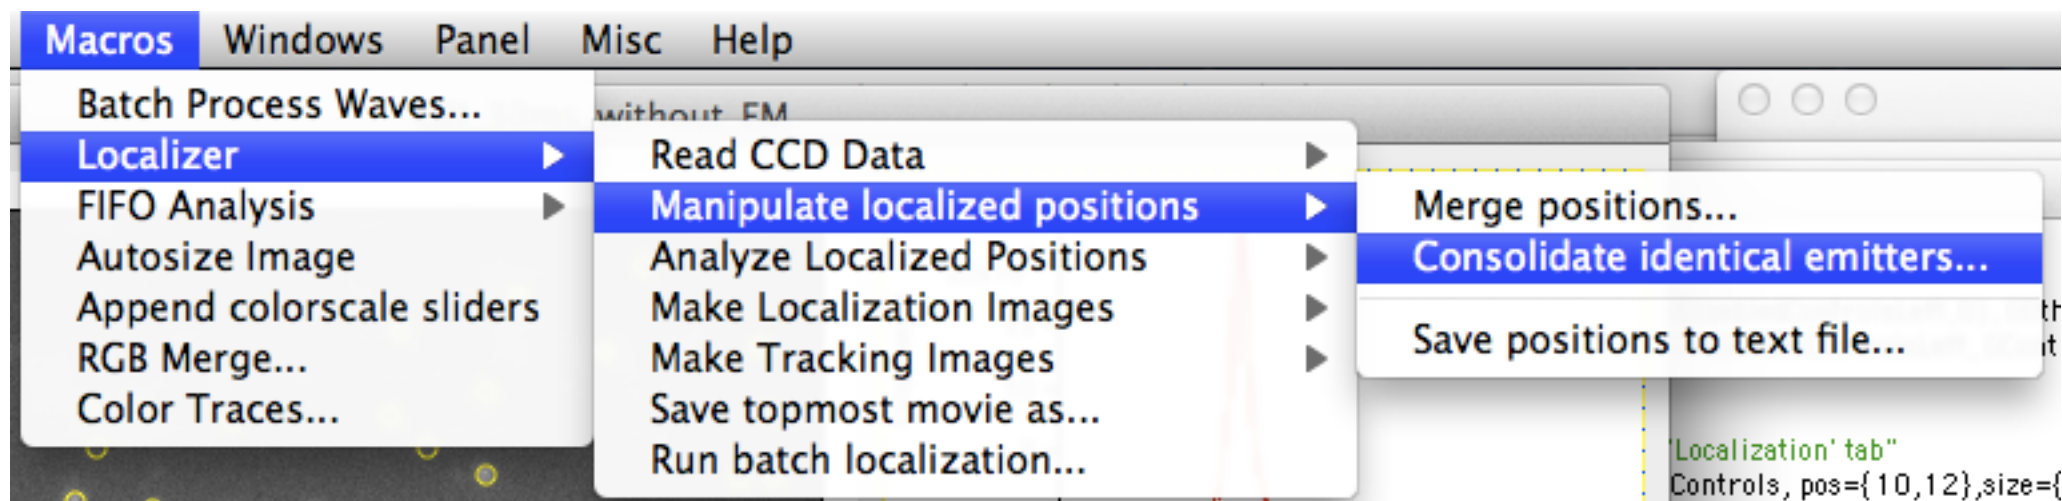 Macros Windows Panel Misc Help
Batch Process Waves...
without FM
Localizer
FIFO Analysis
Autosize Image
Append colorscale sliders
RGB Merge...
Color Traces...
Read CCD Data
Manipulate localized positions
Analyze Localized Positions
Make Localization Images
Make Tracking Images
Save topmost movie as...
Run batch localization...
Merge positions...
Consolidate identical emitters...
Save positions to text file...
'Localization' tab"
Controls, pos={10,12},size={